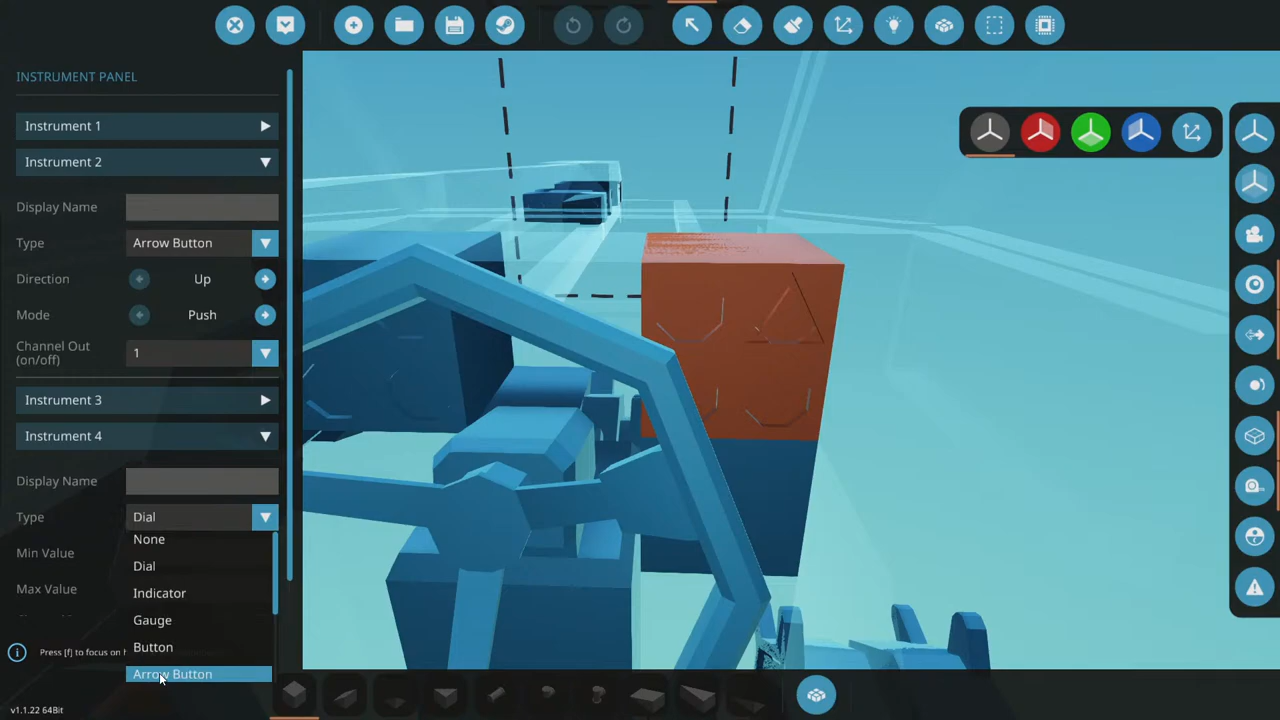 INSTRUMENT PANEL
Instrument 1
Instrument 2
Display Name
Type Arrow Button
Direction Up
Mode Push
Channel Out
(on/off) 1
Instrument 3
Instrument 4
Display Name
Type Dial
None
Min Value
Dial
Max Value
Indicator
Gauge
Button
Press [f] to focus on
Arrow Button
v1.1.22 64Bit